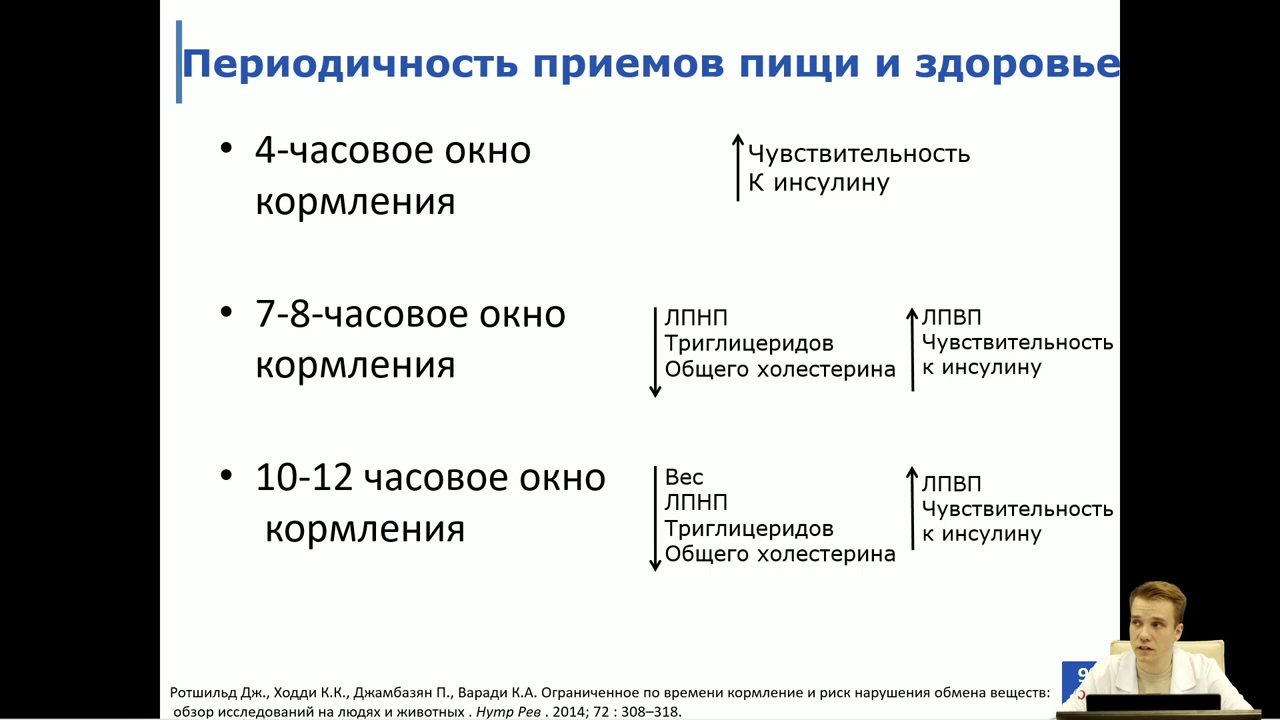 Периодичность приемов пищи и здоровье
• 4-часовое окно
кормления
Чувствительность
К инсулину
• 7-8-часовое окно
кормления
ЛПНП
Триглицеридов
Общего холестерина
ЛПВП
Чувствительность
к инсулину
• 10-12 часовое окно
кормления
Вес
ЛПНП
Триглицеридов
Общего холестерина
ЛПВП
Чувствительность
к инсулину
Ротшильд Дж., Ходди К.К., Джамбазян П., Варади К.А. Ограниченное по времени кормление и риск нарушения обмена веществ:
обзор исследований на людях и животных . Нутр Рев . 2014; 72 : 308–318.